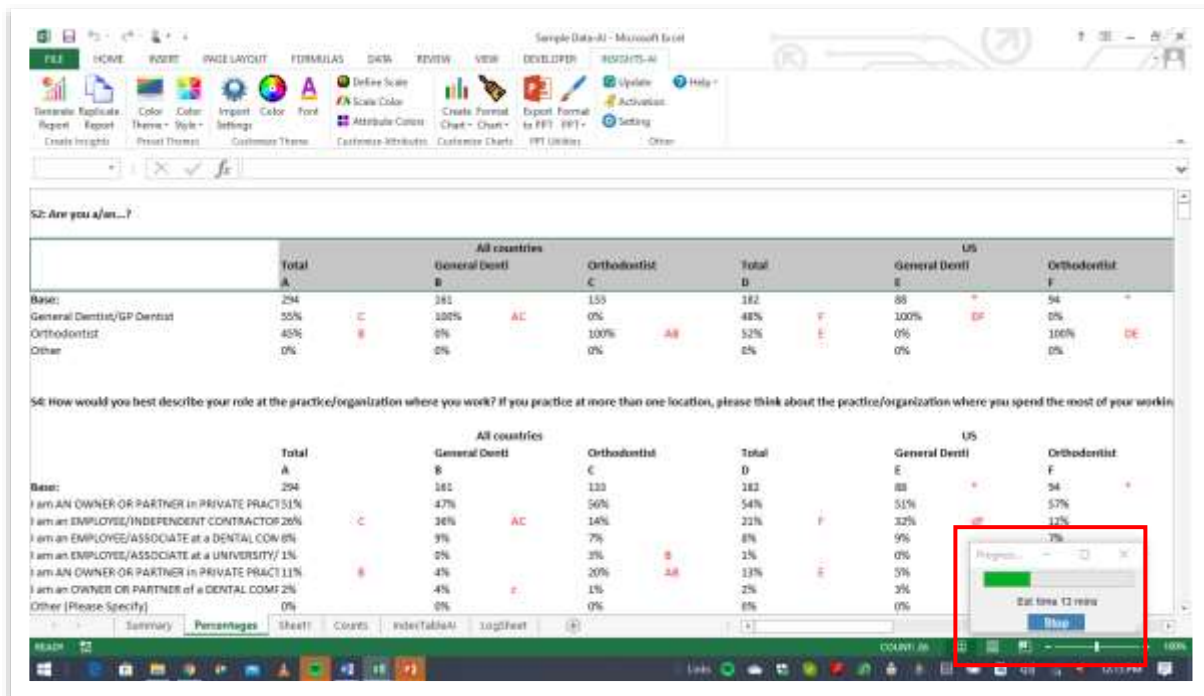 Sample Data-AI - Microsoft Excel
FILE HOME INSERT PAGE LAYOUT FORMULAS DATA REVIEW VIEW DEVELOPER INSIGHTS-AI
Define Scale Update Help
Scale Color Activation
Attribute Colors Setting
Generate Replicate Color Color Import Color Font Create Format Export Format
Report Report Theme Style Settings Chart Chart to PPT PPT
Create Insights Preset Themes Customize Theme Customize Attributes Customize Charts PPT Utilities Other
fx
S2: Are you a/an...?
All countries US
Total General Denti Orthodontist Total General Denti Orthodontist
A B C D E F
Base: 294 161 133 182 88 * 94 *
General Dentist/GP Dentist 55% C 100% AC 0% 48% F 100% DF 0%
Orthodontist 45% B 0% 100% AB 52% E 0% 100% DE
Other 0% 0% 0% 0% 0% 0%
S4: How would you best describe your role at the practice/organization where you work? If you practice at more than one location, please think about the practice/organization where you spend the most of your workin
All countries US
Total General Denti Orthodontist Total General Denti Orthodontist
A B C D E F
Base: 294 161 133 182 88 * 94 *
I am AN OWNER OR PARTNER in PRIVATE PRACT 51% 47% 56% 54% 51% 57%
I am an EMPLOYEE/INDEPENDENT CONTRACTOR 26% C 36% AC 14% 21% F 32% 12%
I am an EMPLOYEE/ASSOCIATE at a DENTAL CON 8% 9% 7% 8% 9% 7%
I am an EMPLOYEE/ASSOCIATE at a UNIVERSITY/ 1% 0% 3% B 1% 0%
I am AN OWNER OR PARTNER in PRIVATE PRACT 11% B 4% 20% AB 13% E 5%
I am an OWNER OR PARTNER of a DENTAL COMP 2% 4% 1% 2% 3%
Other (Please Specify) 0% 0% 0% 0% 0%
Progress...
Est time 12 mins
Stop
Summary Percentages Sheet1 Counts IndexTableAI LogSheet
READY COUNT: 26 100%
Links 12:15 PM